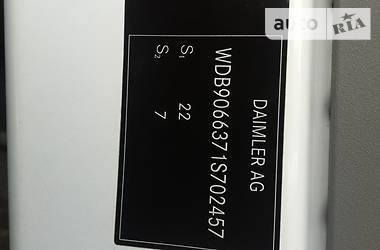 DAIMLER AG
WDB9066371S702457
S1 22
S2 7
auto RIA